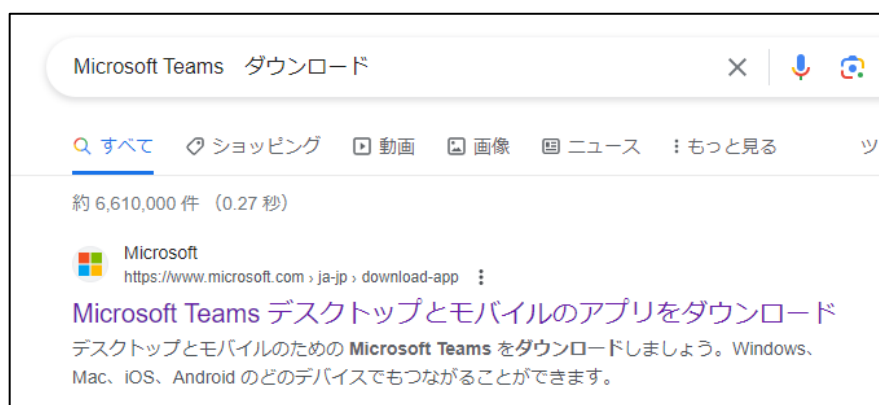 Microsoft Teams　ダウンロード
すべて ショッピング 動画 画像 ニュース もっと見る
約 6,610,000 件 （0.27 秒）
Microsoft
https://www.microsoft.com › ja-jp › download-app
Microsoft Teams デスクトップとモバイルのアプリをダウンロード
デスクトップとモバイルのための Microsoft Teams をダウンロードしましょう。Windows、
Mac、iOS、Android のどのデバイスでもつながることができます。